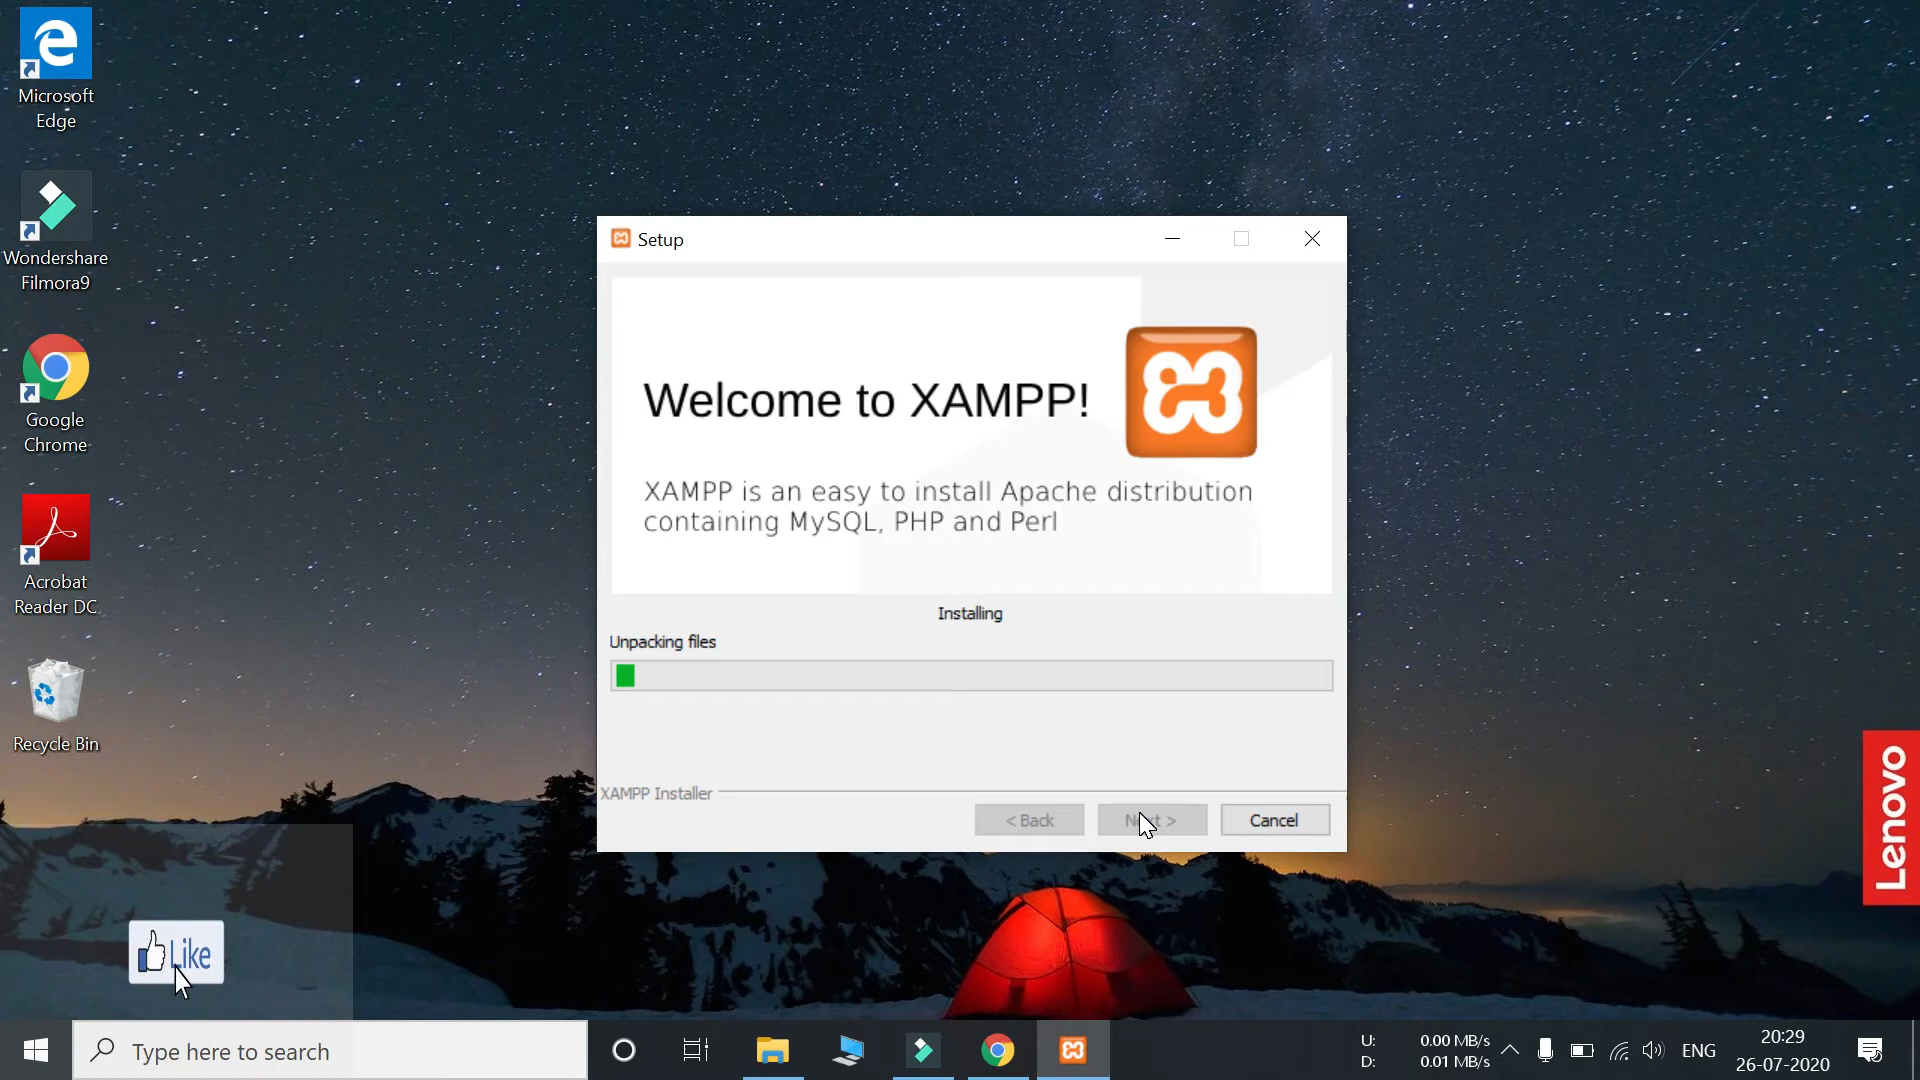 Microsoft
Edge
Wondershare
Filmora9
Google
Chrome
Acrobat
Reader DC
Recycle Bin
Setup
Welcome to XAMPP!
XAMPP is an easy to install Apache distribution
containing MySQL, PHP and Perl
Installing
Unpacking files
XAMPP Installer
< Back
Next >
Cancel
Lenovo
Like
Type here to search
U: 0.00 MB/s
D: 0.01 MB/s
ENG
20:29
26-07-2020